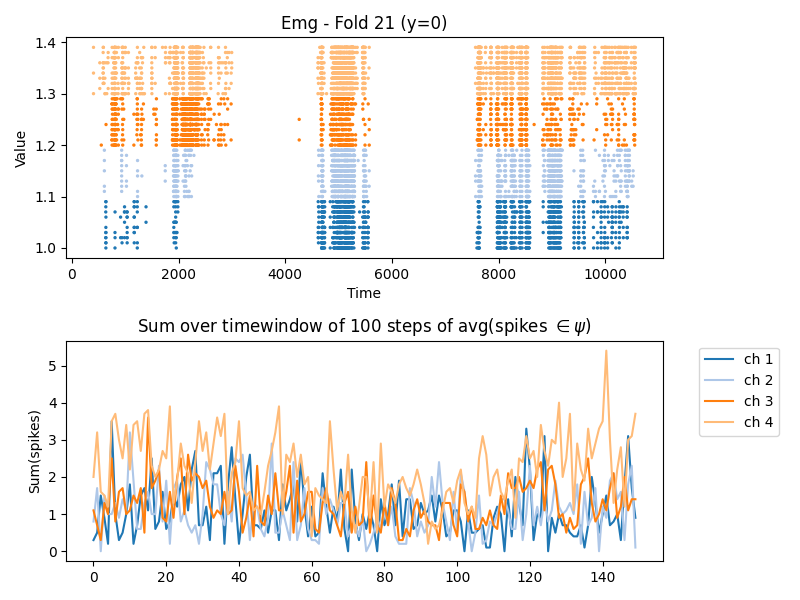 Emg - Fold 21 (y=0)
1.4
1.3
1.2
1.1
1.0
Value
0 2000 4000 6000 8000 10000
Time
Sum over timewindow of 100 steps of avg(spikes ∈ψ)
5
4
3
2
1
0
Sum(spikes)
0 20 40 60 80 100 120 140
ch 1
ch 2
ch 3
ch 4